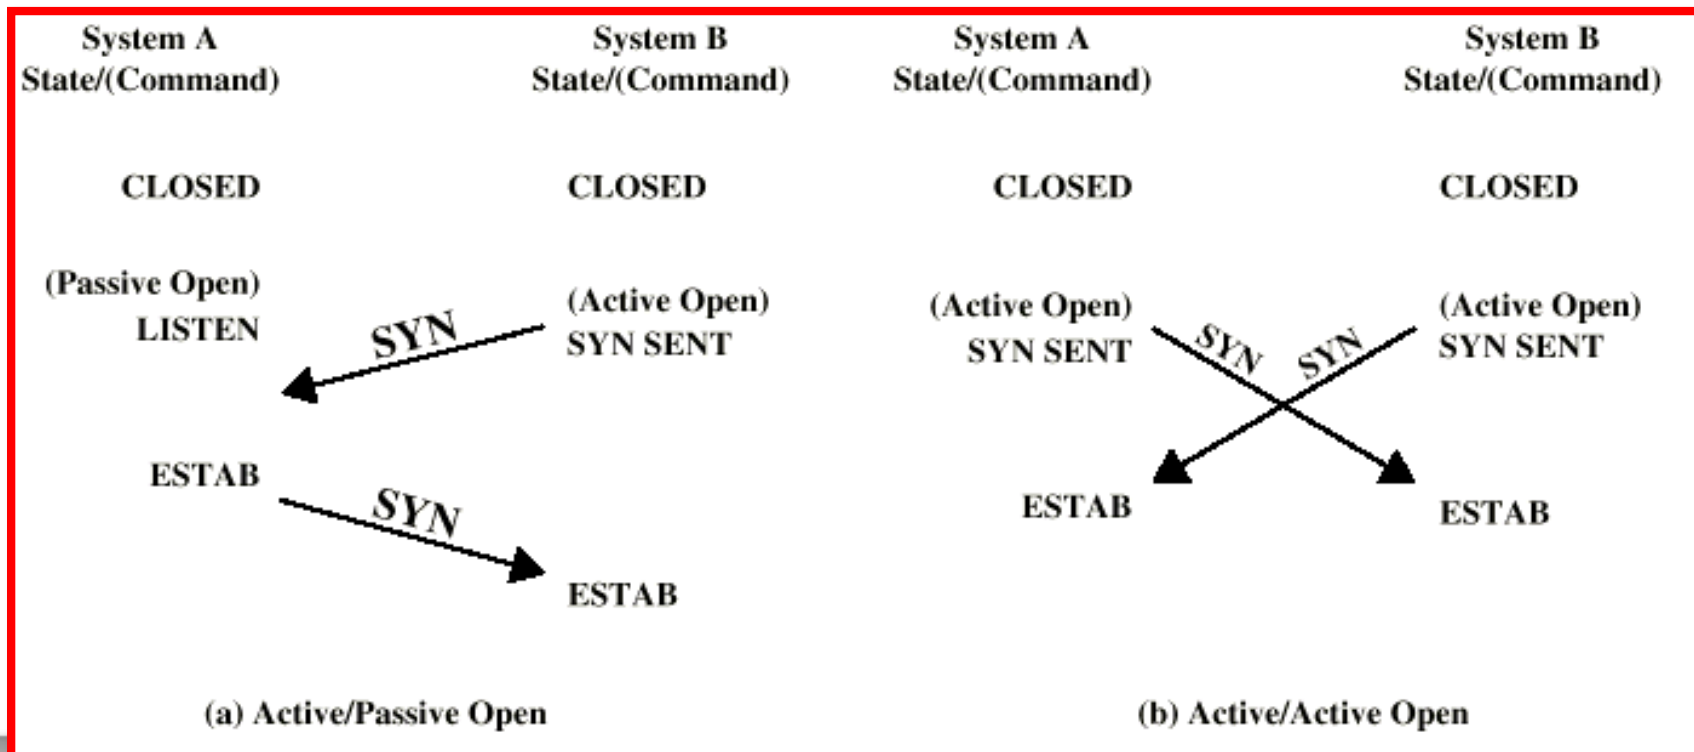 System A
State/(Command)
System B
State/(Command)
CLOSED
CLOSED
(Passive Open)
LISTEN
(Active Open)
SYN SENT
SYN
ESTAB
SYN
ESTAB
(a) Active/Passive Open
System A
State/(Command)
System B
State/(Command)
CLOSED
CLOSED
(Active Open)
SYN SENT
(Active Open)
SYN SENT
SYN
SYN
ESTAB
ESTAB
(b) Active/Active Open